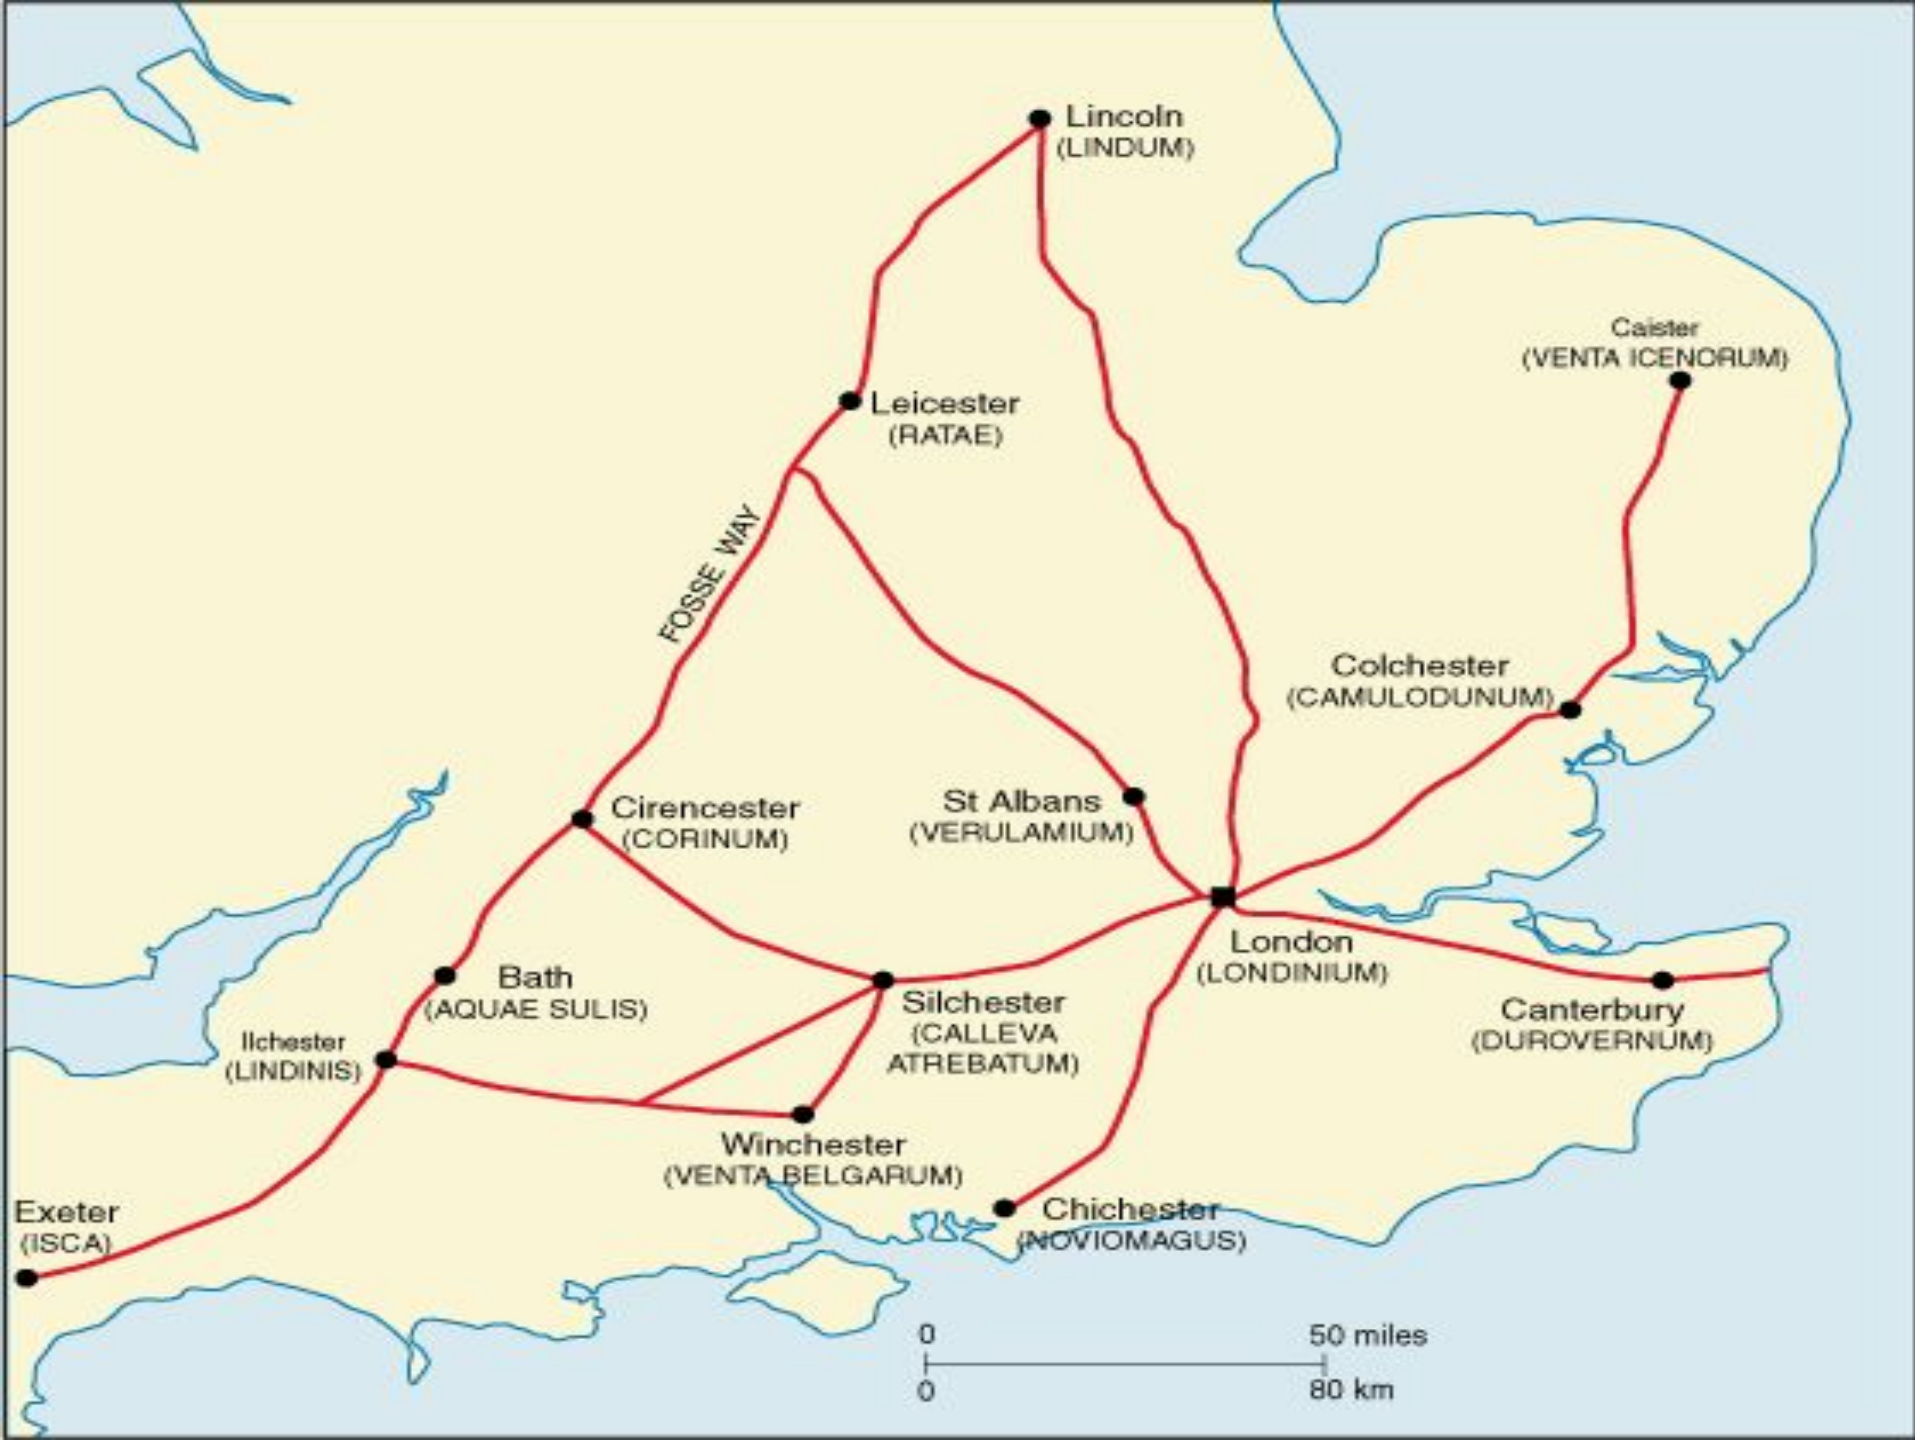 Lincoln
(LINDUM)
Caister
(VENTA ICENORUM)
Leicester
(RATAE)
FOSSE WAY
Colchester
(CAMULODUNUM)
Cirencester
(CORINUM)
St Albans
(VERULAMIUM)
London
(LONDINIUM)
Bath
(AQUAE SULIS)
Silchester
(CALLEVA
ATREBATUM)
Canterbury
(DUROVERNUM)
Ilchester
(LINDINIS)
Winchester
(VENTA BELGARUM)
Exeter
(ISCA)
Chichester
(NOVIOMAGUS)
0 50 miles
0 80 km